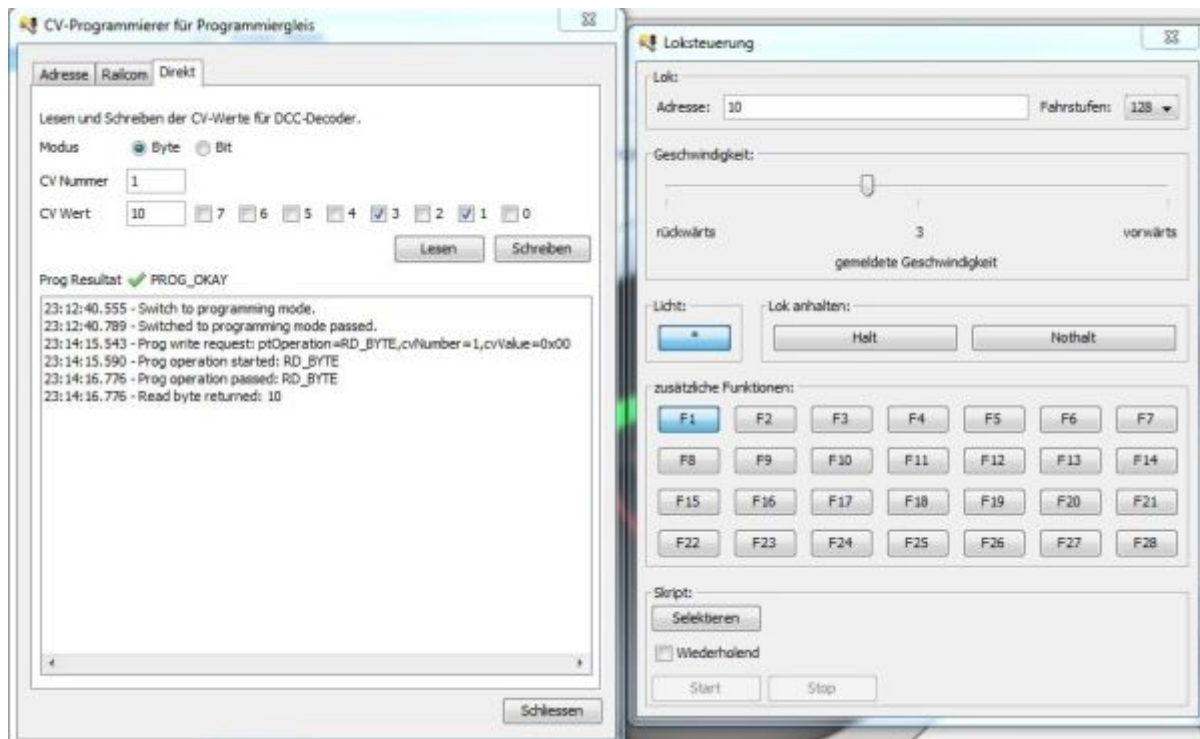 CV-Programmierer für Programmiergleis
Adresse Railcom Direkt
Lesen und Schreiben der CV-Werte für DCC-Decoder.
Modus Byte Bit
CV Nummer 1
CV Wert 10 7 6 5 4 3 2 1 0
Lesen Schreiben
Prog Resultat PROG_OKAY
23:12:40.555 - Switch to programming mode.
23:12:40.789 - Switched to programming mode passed.
23:14:15.543 - Prog write request: ptOperation=RD_BYTE,cvNumber=1,cvValue=0x00
23:14:15.590 - Prog operation started: RD_BYTE
23:14:16.776 - Prog operation passed: RD_BYTE
23:14:16.776 - Read byte returned: 10
Schliessen
Loksteuerung
Lok:
Adresse: 10 Fahrstufen: 128
Geschwindigkeit:
rückwärts 3 vorwärts
gemeldete Geschwindigkeit
Licht: Lok anhalten:
* Halt Nothalt
zusätzliche Funktionen:
F1 F2 F3 F4 F5 F6 F7
F8 F9 F10 F11 F12 F13 F14
F15 F16 F17 F18 F19 F20 F21
F22 F23 F24 F25 F26 F27 F28
Skript:
Selektieren
Wiederholend
Start Stop